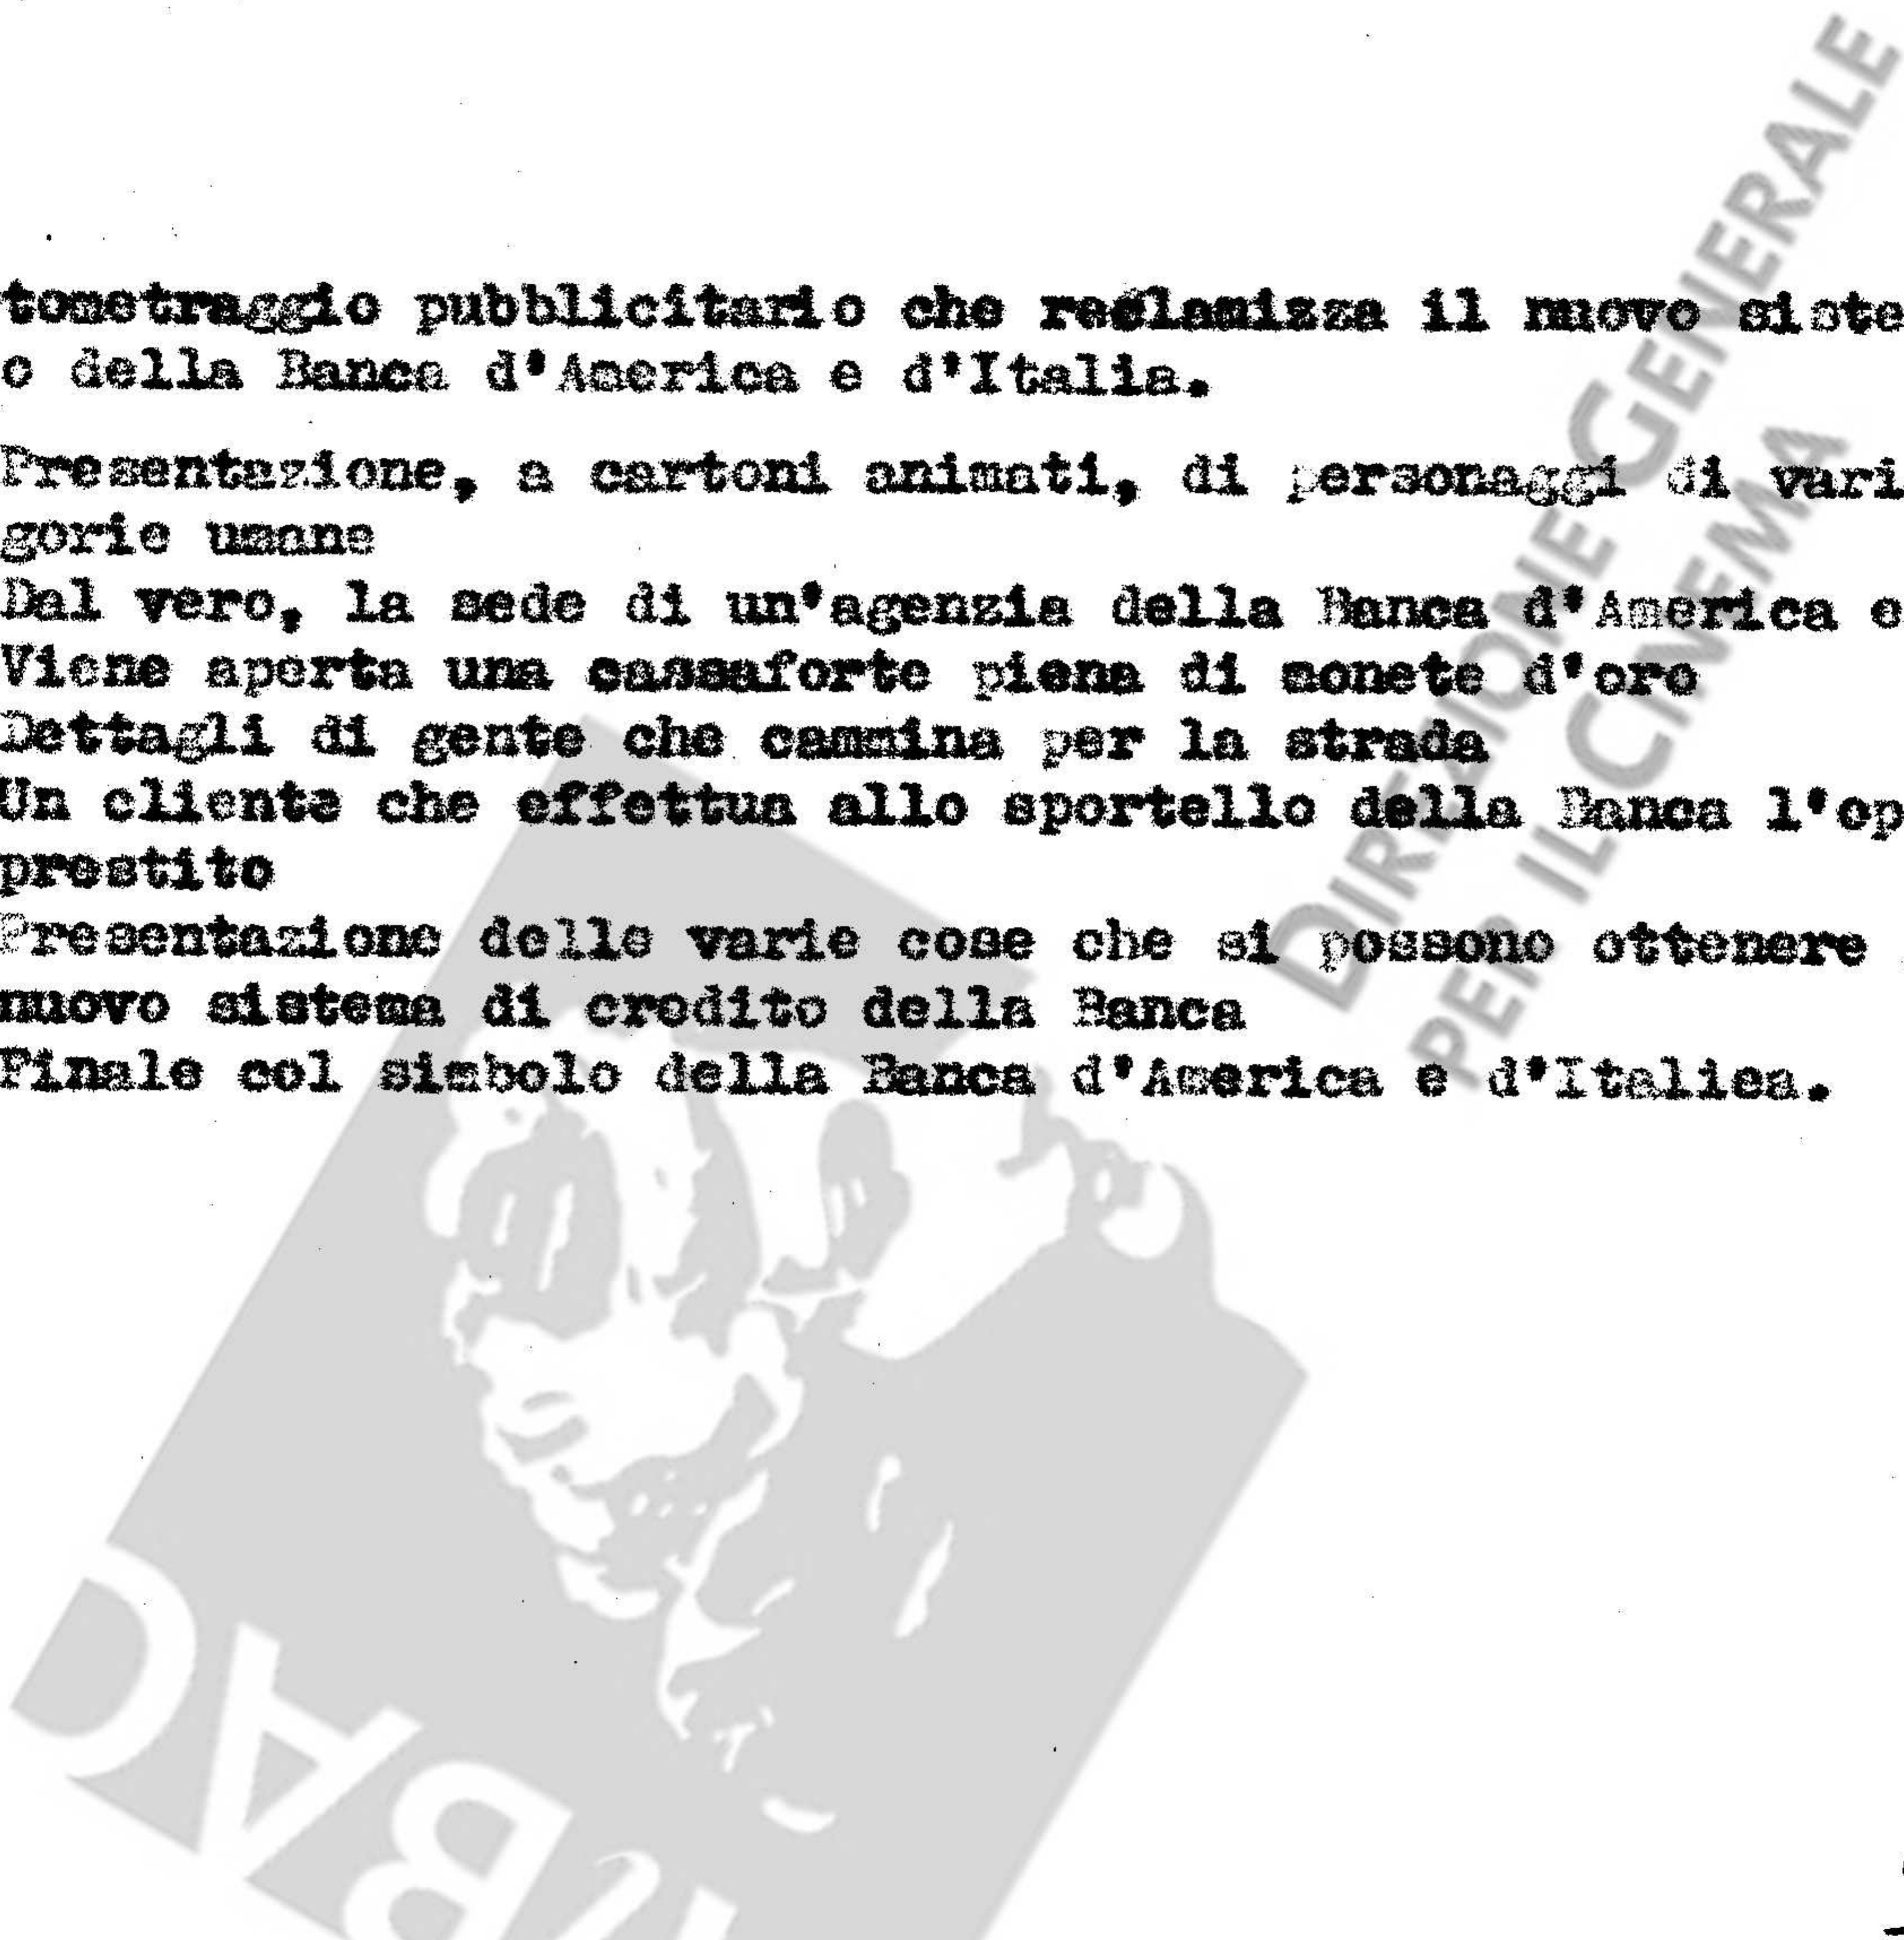 tometraggio pubblicitario che reclamizza il nuovo siste
o della Banca d'America e d'Italia.
Presentazione, a cartoni animati, di personaggi di vari
gorie umane
Dal vero, la sede di un'agenzia della Banca d'America e
Viene aperta una cassaforte piena di monete d'oro
Dettagli di gente che cammina per la strada
Un cliente che effettua allo sportello della Banca l'op
prestito
Presentazione delle varie cose che si possono ottenere
nuovo sistema di credito della Banca
Finale col simbolo della Banca d'America e d'Italiea.
DIREZIONE GENERALE
PER IL CINEMA
BAC